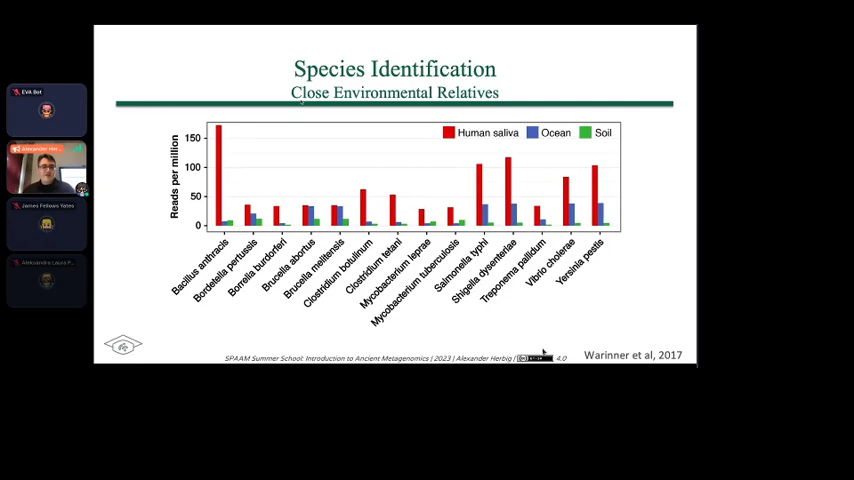 EVA Bot
Alexander Her...
James Fellows Yates
Aleksandra Laura P...
Species Identification
Close Environmental Relatives
Reads per million
150
100
50
0
Human saliva
Ocean
Soil
Bacillus anthracis
Bordetella pertussis
Borrelia burdorferi
Brucella abortus
Brucella melitensis
Clostridium botulinum
Clostridium tetani
Mycobacterium leprae
Mycobacterium tuberculosis
Salmonella typhi
Shigella dysenteriae
Treponema pallidum
Vibrio cholerae
Yersinia pestis
SPAAM Summer School: Introduction to Ancient Metagenomics | 2023 | Alexander Herbig / 4.0
Warinner et al, 2017